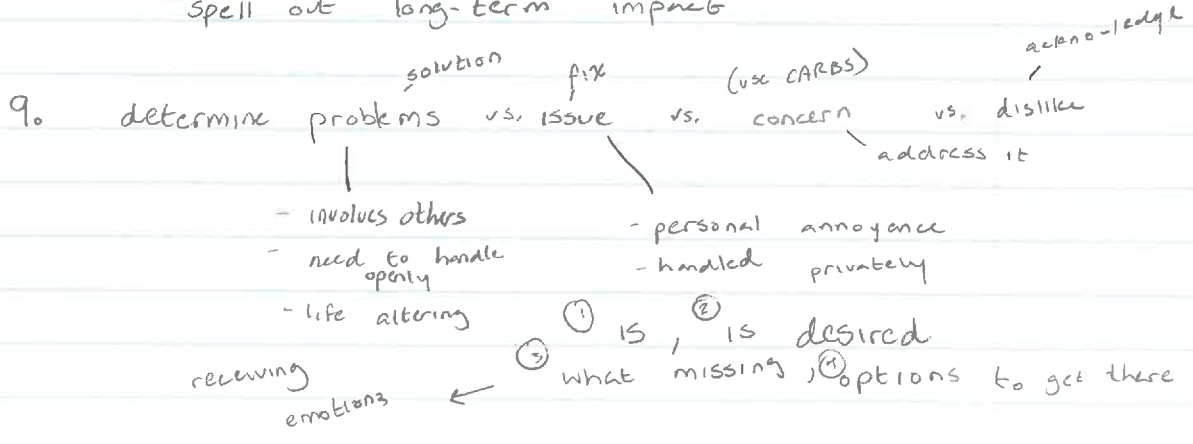 spell out long-term impact
solution fix (use CARBS) acknowledge
9. determine problems vs. issue vs. concern vs. dislike
address it
- involves others
- need to handle openly
- life altering
- personal annoyance
- handled privately
① is, ② is desired
③ what missing, ④ options to get there
receiving
emotions ←